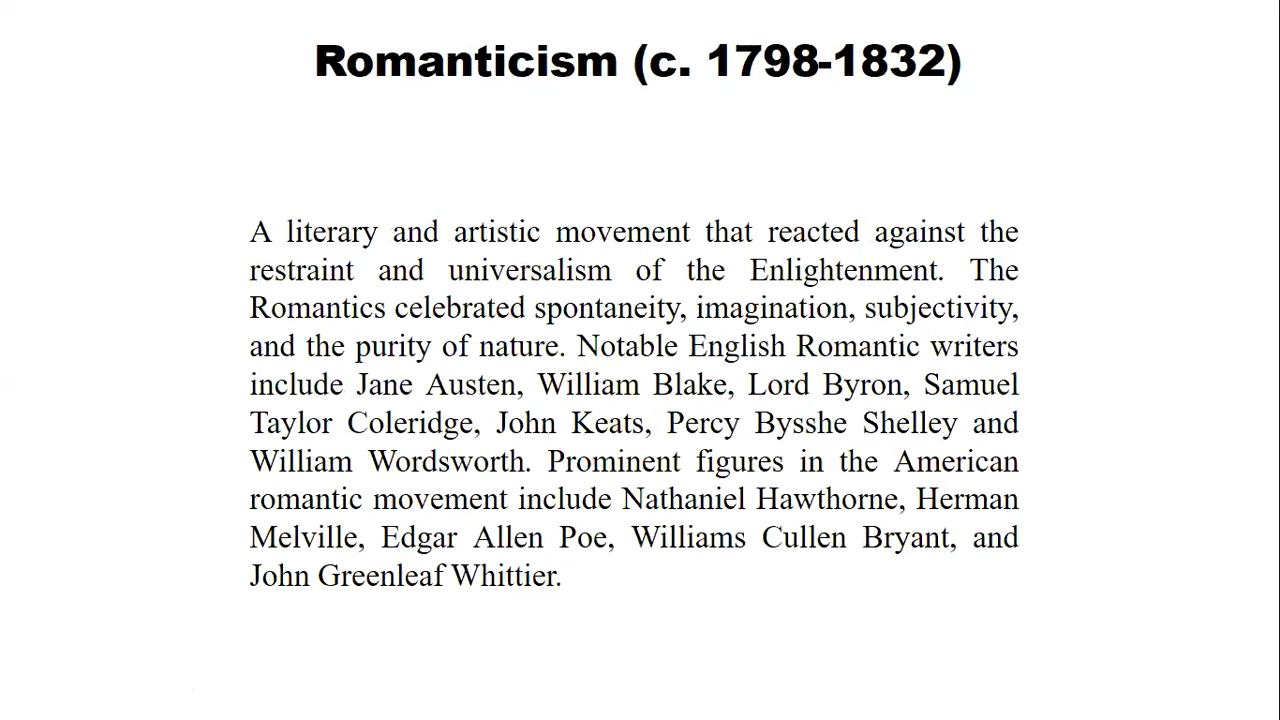 Romanticism (c. 1798-1832)
A literary and artistic movement that reacted against the
restraint and universalism of the Enlightenment. The
Romantics celebrated spontaneity, imagination, subjectivity,
and the purity of nature. Notable English Romantic writers
include Jane Austen, William Blake, Lord Byron, Samuel
Taylor Coleridge, John Keats, Percy Bysshe Shelley and
William Wordsworth. Prominent figures in the American
romantic movement include Nathaniel Hawthorne, Herman
Melville, Edgar Allen Poe, Williams Cullen Bryant, and
John Greenleaf Whittier.